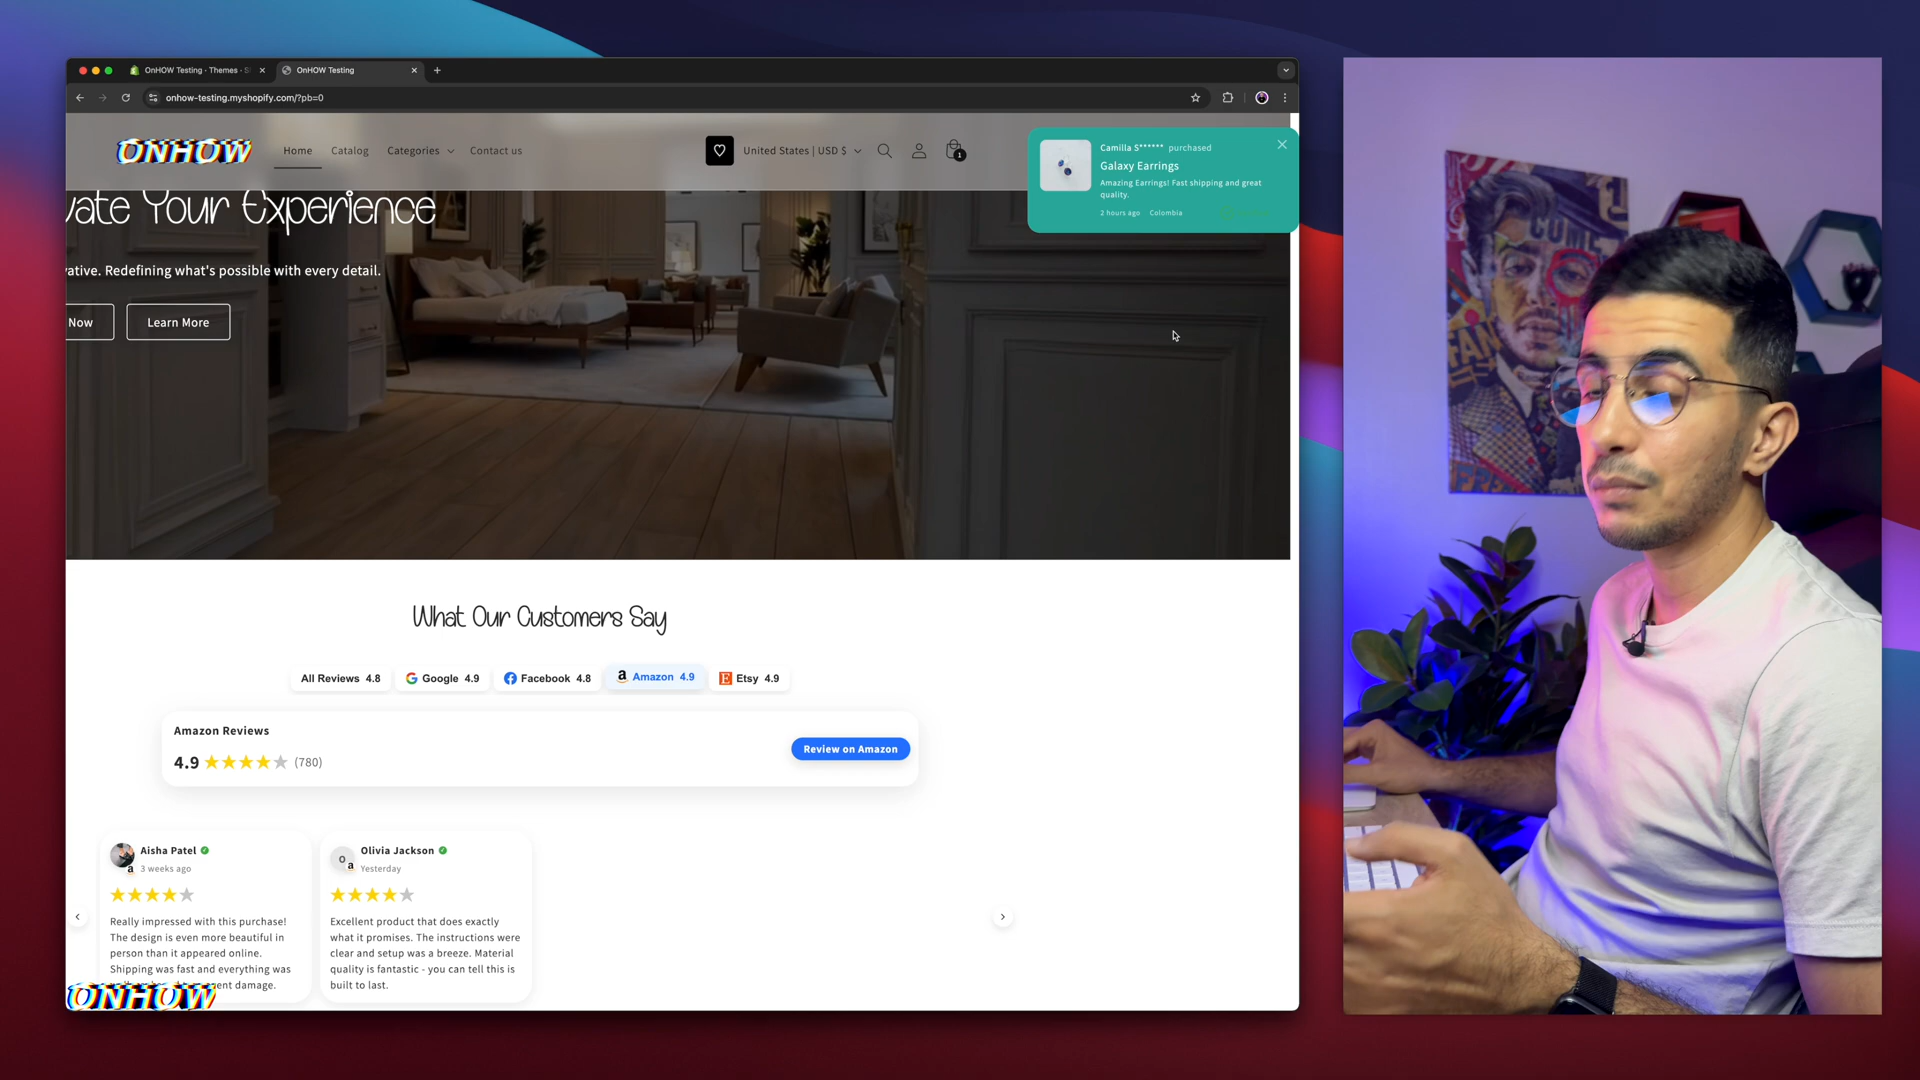 OnHOW Testing · Themes · S
OnHOW Testing
onhow-testing.myshopify.com/?pb=0
ONHOW
Home
Catalog
Categories
Contact us
United States | USD $
1
Camilla S****** purchased
Galaxy Earrings
Amazing Earrings! Fast shipping and great
quality.
2 hours ago Colombia
vate Your Experience
vative. Redefining what's possible with every detail.
Now
Learn More
What Our Customers Say
All Reviews 4.8
Google 4.9
Facebook 4.8
Amazon 4.9
Etsy 4.9
Amazon Reviews
4.9
(780)
Review on Amazon
Aisha Patel
3 weeks ago
Really impressed with this purchase!
The design is even more beautiful in
person than it appeared online.
Shipping was fast and everything was
damage.
O
Olivia Jackson
Yesterday
Excellent product that does exactly
what it promises. The instructions were
clear and setup was a breeze. Material
quality is fantastic - you can tell this is
built to last.
ONHOW
COME
FAN